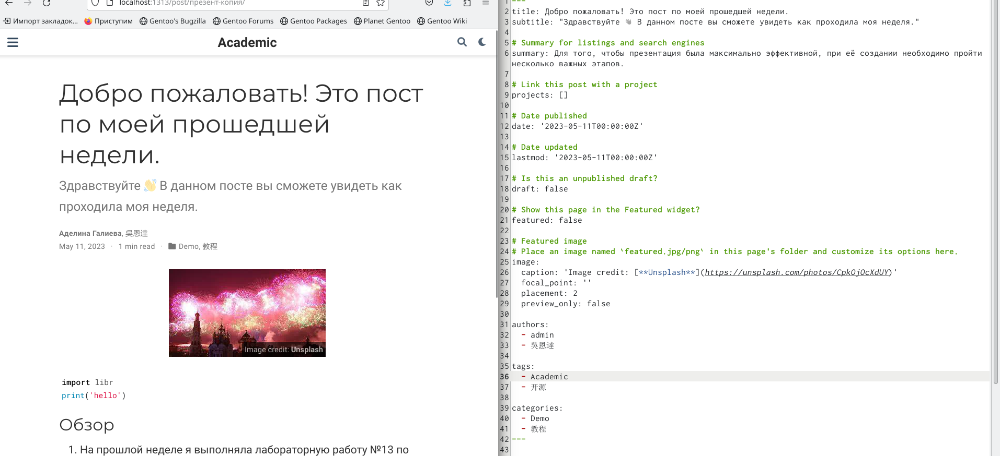 localhost:1313/post/презент-копия/
Импорт закладок... Приступим Gentoo's Bugzilla Gentoo Forums Gentoo Packages Planet Gentoo Gentoo Wiki
Academic
Добро пожаловать! Это пост
по моей прошедшей
недели.
Здравствуйте 👋 В данном посте вы сможете увидеть как
проходила моя неделя.
Аделина Галиева, 吳恩達
May 11, 2023 · 1 min read · Demo, 教程
Image credit: Unsplash
import libr
print('hello')
Обзор
1. На прошлой неделе я выполняла лабораторную работу №13 по
1 ---
2 title: Добро пожаловать! Это пост по моей прошедшей недели.
3 subtitle: "Здравствуйте 👋 В данном посте вы сможете увидеть как проходила моя неделя."
4
5 # Summary for listings and search engines
6 summary: Для того, чтобы презентация была максимально эффективной, при её создании необходимо пройти
несколько важных этапов.
7
8 # Link this post with a project
9 projects: []
10
11 # Date published
12 date: '2023-05-11T00:00:00Z'
13
14 # Date updated
15 lastmod: '2023-05-11T00:00:00Z'
16
17 # Is this an unpublished draft?
18 draft: false
19
20 # Show this page in the Featured widget?
21 featured: false
22
23 # Featured image
24 # Place an image named `featured.jpg/png` in this page's folder and customize its options here.
25 image:
26 caption: 'Image credit: [**Unsplash**](https://unsplash.com/photos/CpkOjOcXdUY)'
27 focal_point: ''
28 placement: 2
29 preview_only: false
30
31 authors:
32 - admin
33 - 吳恩達
34
35 tags:
36 - Academic
37 - 开源
38
39 categories:
40 - Demo
41 - 教程
42 ---
43